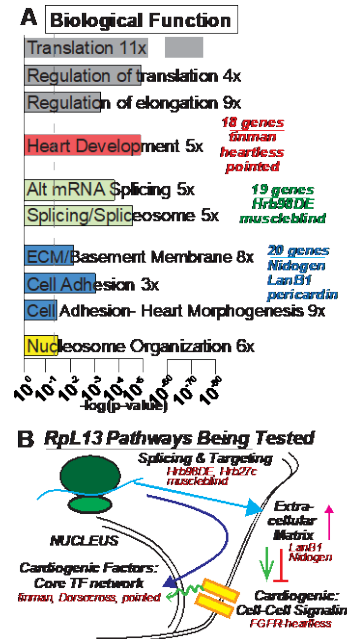 A Biological Function
Translation 11x
Regulation of translation 4x
Regulation of elongation 9x
18 genes
tinman
heartless
pointed
Heart Development 5x
Alt mRNA Splicing 5x
Splicing/Spliceosome 5x
19 genes
Hrb98DE
muscleblind
ECM/Basement Membrane 8x
Cell Adhesion 3x
Cell Adhesion- Heart Morphogenesis 9x
20 genes
Nidogen
LanB1
pericardin
Nucleosome Organization 6x
10^0 10^-1 10^-2 10^-3 10^-4 10^-5 10^-6
-log(p-value)
B RpL13 Pathways Being Tested
Splicing & Targeting
Hrb98DE, Hrb27c
muscleblind
Extra-
cellular
Matrix
LanB1
Nidogen
NUCLEUS
Cardiogenic Factors:
Core TF network
tinman, Dorsocross, pointed
Cardiogenic:
Cell-Cell Signalin
FGFR-heartless